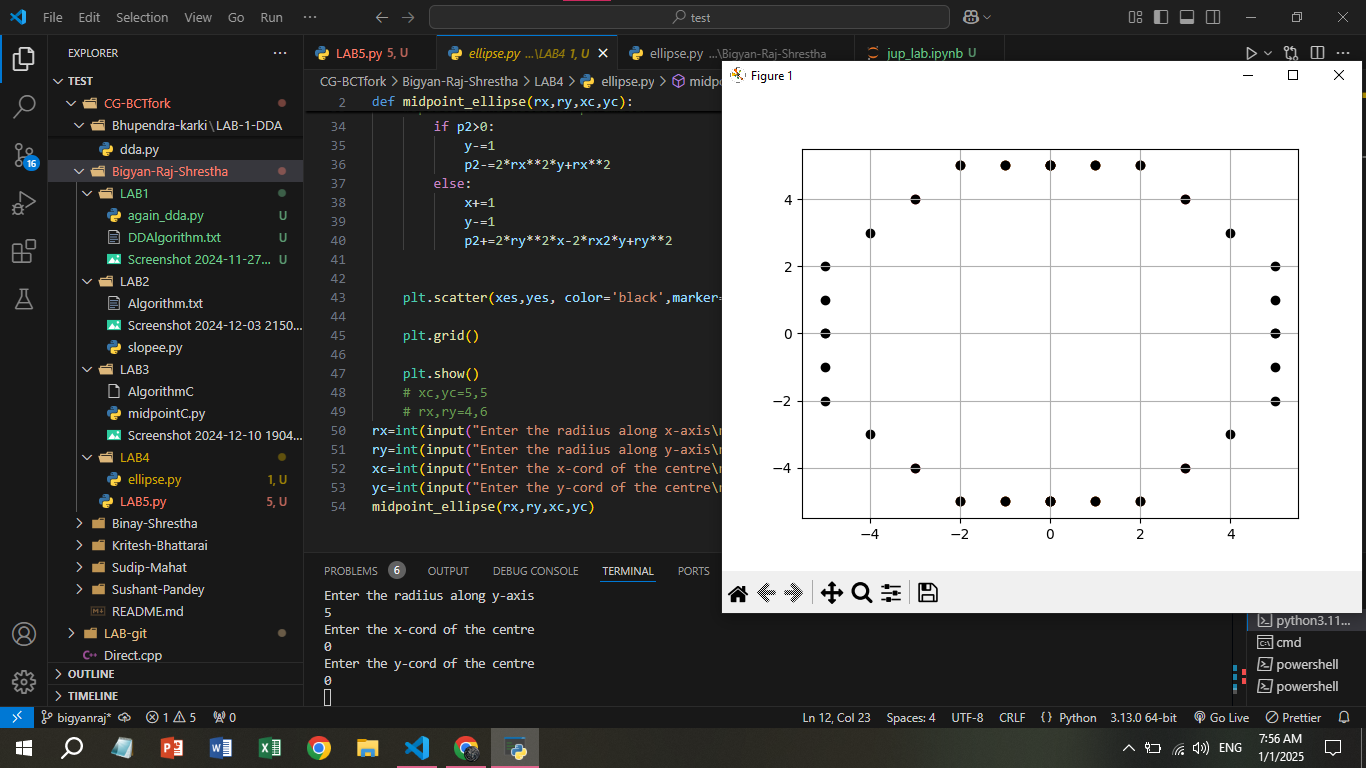 File Edit Selection View Go Run ··· test
EXPLORER ···
TEST
CG-BCTfork
Bhupendra-karki\LAB-1-DDA
dda.py
Bigyan-Raj-Shrestha
LAB1
again_dda.py U
DDAlgorithm.txt U
Screenshot 2024-11-27... U
LAB2
Algorithm.txt
Screenshot 2024-12-03 2150...
slopee.py
LAB3
AlgorithmC
midpointC.py
Screenshot 2024-12-10 1904...
LAB4
ellipse.py 1, U
LAB5.py 5, U
Binay-Shrestha
Kritesh-Bhattarai
Sudip-Mahat
Sushant-Pandey
README.md
LAB-git
Direct.cpp
OUTLINE
TIMELINE
16
LAB5.py 5, U ellipse.py ...\LAB4 1, U ellipse.py ...\Bigyan-Raj-Shrestha jup_lab.ipynb U
CG-BCTfork > Bigyan-Raj-Shrestha > LAB4 > ellipse.py > midpo
2 def midpoint_ellipse(rx,ry,xc,yc):
34 if p2>0:
35 y-=1
36 p2-=2*rx**2*y+rx**2
37 else:
38 x+=1
39 y-=1
40 p2+=2*ry**2*x-2*rx2*y+ry**2
41
42
43 plt.scatter(xes,yes, color='black',marker=
44
45 plt.grid()
46
47 plt.show()
48 # xc,yc=5,5
49 # rx,ry=4,6
50 rx=int(input("Enter the radiius along x-axis\n
51 ry=int(input("Enter the radiius along y-axis\n
52 xc=int(input("Enter the x-cord of the centre\n
53 yc=int(input("Enter the y-cord of the centre\n
54 midpoint_ellipse(rx,ry,xc,yc)
PROBLEMS 6 OUTPUT DEBUG CONSOLE TERMINAL PORTS
Enter the radiius along y-axis
5
Enter the x-cord of the centre
0
Enter the y-cord of the centre
0
Figure 1
4
2
0
−2
−4
−4 −2 0 2 4
python3.11...
cmd
powershell
powershell
bigyanraj* 1 5 0 Ln 12, Col 23 Spaces: 4 UTF-8 CRLF {} Python 3.13.0 64-bit Go Live Prettier
ENG 7:56 AM
1/1/2025